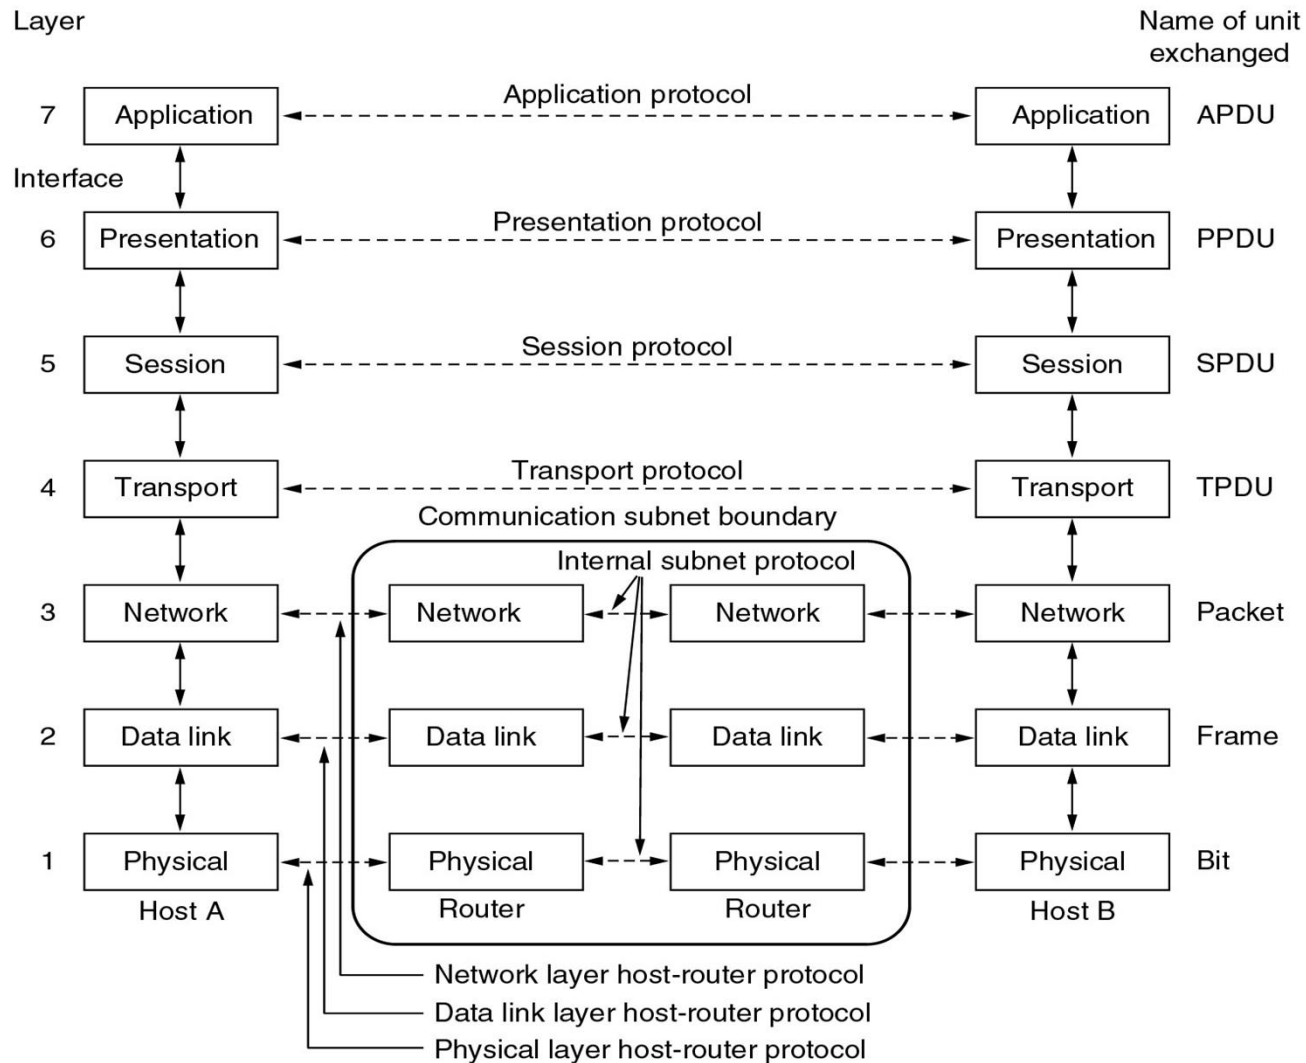 Layer
Name of unit
exchanged
Application protocol
7
Application
Application
APDU
Interface
Presentation protocol
6
Presentation
Presentation
PPDU
Session protocol
5
Session
Session
SPDU
Transport protocol
4
Transport
Transport
TPDU
Communication subnet boundary
Internal subnet protocol
3
Network
Network
Network
Network
Packet
2
Data link
Data link
Data link
Data link
Frame
1
Physical
Physical
Physical
Physical
Bit
Host A
Router
Router
Host B
Network layer host-router protocol
Data link layer host-router protocol
Physical layer host-router protocol